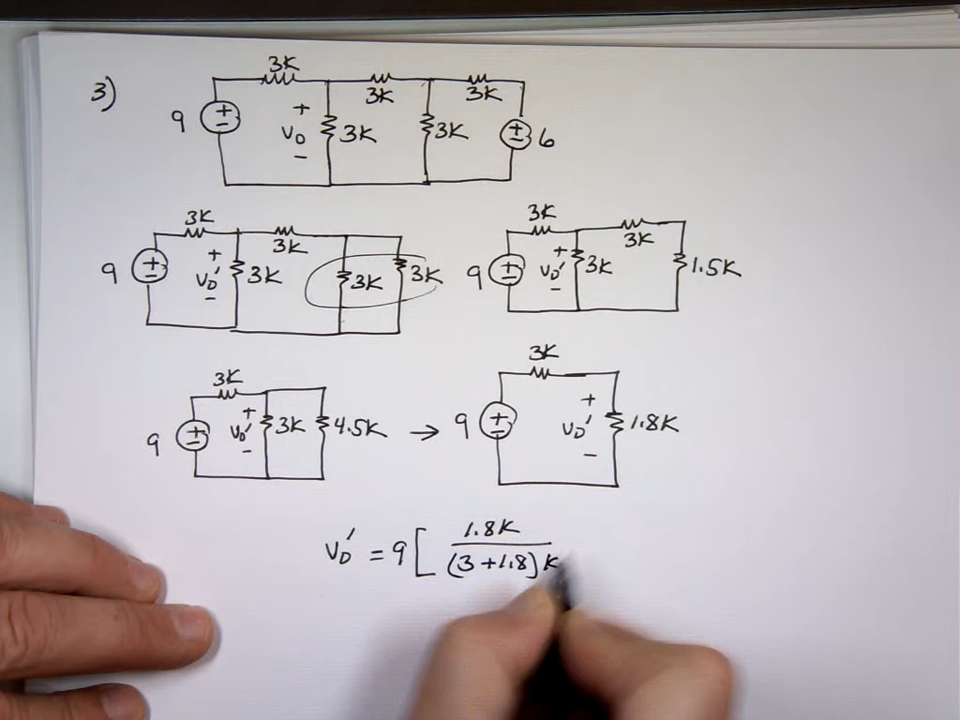 3)
3K
3K
3K
9
+
-
+
V₀
-
3K
3K
+
-
6
3K
3K
9
+
-
+
V₀'
-
3K
3K
3K
3K
3K
9
+
-
+
V₀'
-
3K
1.5K
3K
9
+
-
+
V₀'
-
3K
4.5K
→
3K
9
+
-
+
V₀'
-
1.8K
V₀' = 9 [ 1.8K / (3 + 1.8)K